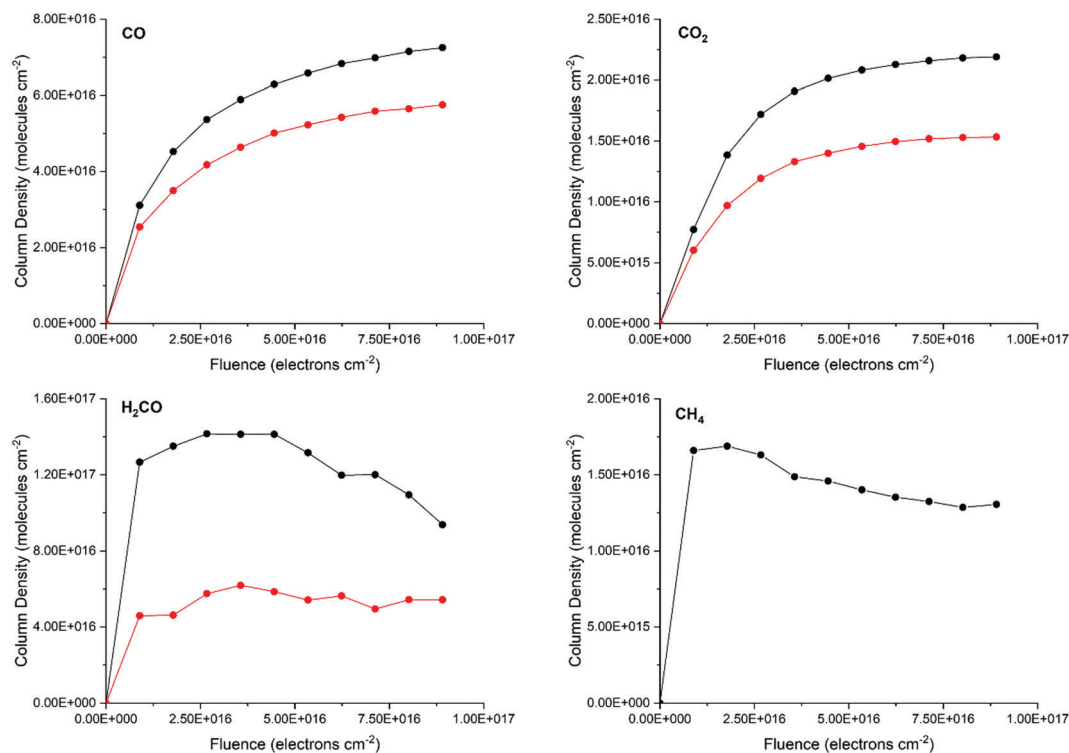 CO
8.00E+016
6.00E+016
4.00E+016
2.00E+016
0.00E+000
Column Density (molecules cm-2)
0.00E+000 2.50E+016 5.00E+016 7.50E+016 1.00E+017
Fluence (electrons cm-2)
CO2
2.50E+016
2.00E+016
1.50E+016
1.00E+016
5.00E+015
0.00E+000
Column Density (molecules cm-2)
0.00E+000 2.50E+016 5.00E+016 7.50E+016 1.00E+017
Fluence (electrons cm-2)
H2CO
1.60E+017
1.20E+017
8.00E+016
4.00E+016
0.00E+000
Column Density (molecules cm-2)
0.00E+000 2.50E+016 5.00E+016 7.50E+016 1.00E+017
Fluence (electrons cm-2)
CH4
2.00E+016
1.50E+016
1.00E+016
5.00E+015
0.00E+000
Column Density (molecules cm-2)
0.00E+000 2.50E+016 5.00E+016 7.50E+016 1.00E+017
Fluence (electrons cm-2)